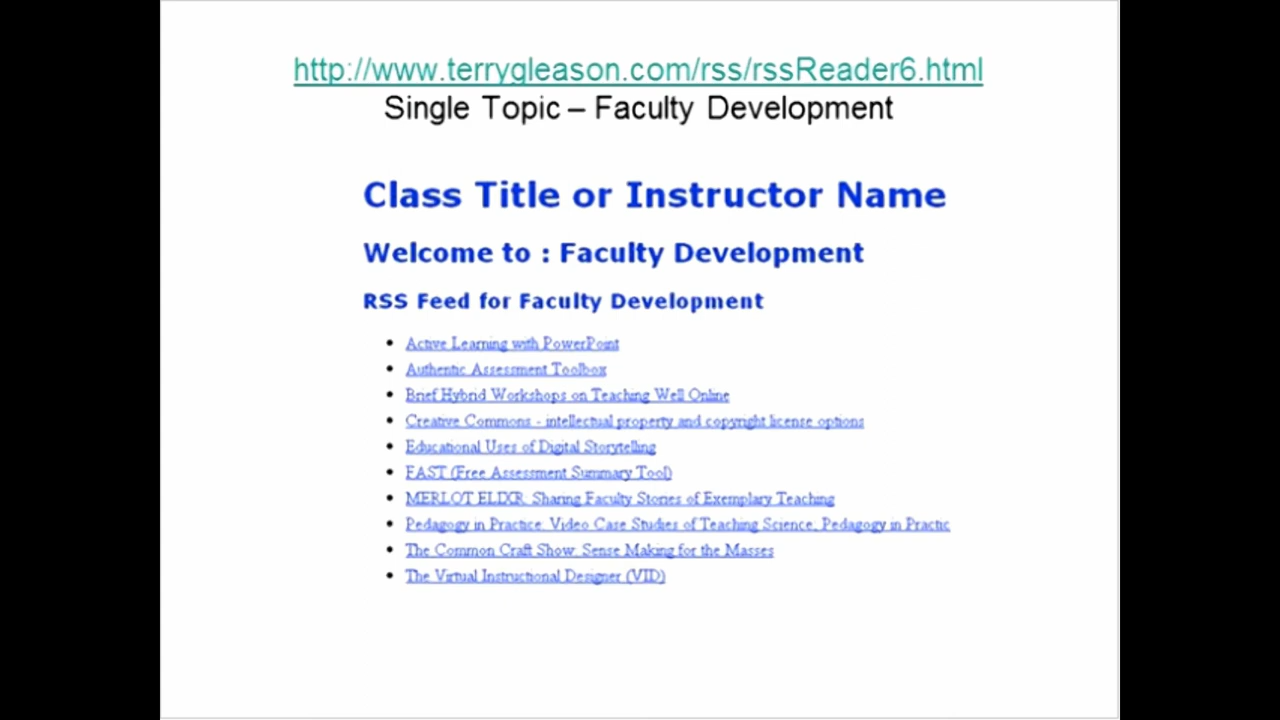 http://www.terrygleason.com/rss/rssReader6.html
Single Topic – Faculty Development
Class Title or Instructor Name
Welcome to : Faculty Development
RSS Feed for Faculty Development
Active Learning with PowerPoint
Authentic Assessment Toolbox
Brief Hybrid Workshops on Teaching Well Online
Creative Commons - intellectual property and copyright license options
Educational Uses of Digital Storytelling
FAST (Free Assessment Summary Tool)
MERLOT ELIXR: Sharing Faculty Stories of Exemplary Teaching
Pedagogy in Practice: Video Case Studies of Teaching Science, Pedagogy in Practic
The Common Craft Show: Sense Making for the Masses
The Virtual Instructional Designer (VID)